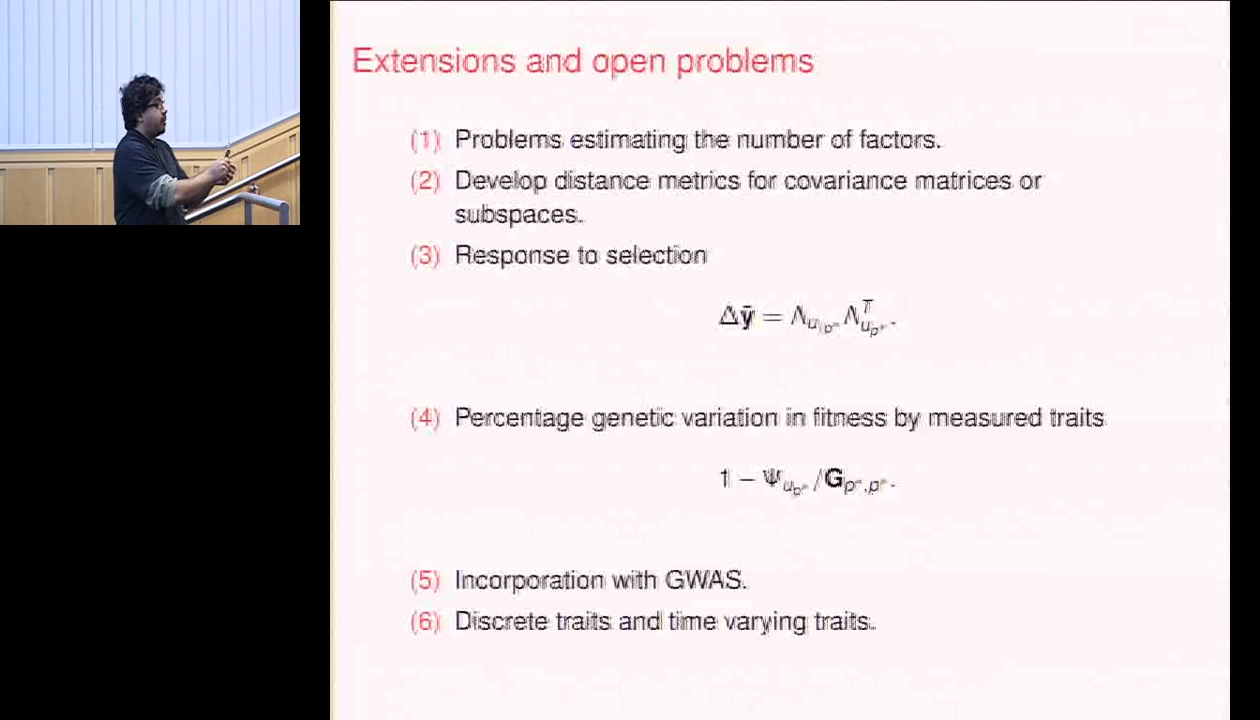 Extensions and open problems
(1) Problems estimating the number of factors.
(2) Develop distance metrics for covariance matrices or
subspaces.
(3) Response to selection
Δȳ = Λ
(4) Percentage genetic variation in fitness by measured traits
1 − Ψ
(5) Incorporation with GWAS.
(6) Discrete traits and time varying traits.